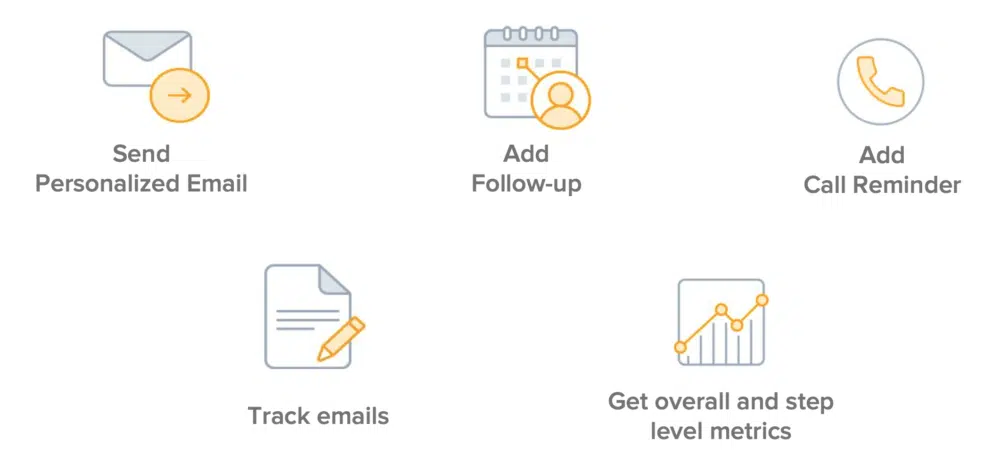 Send
Personalized Email
Add
Follow-up
Add
Call Reminder
Track emails
Get overall and step
level metrics